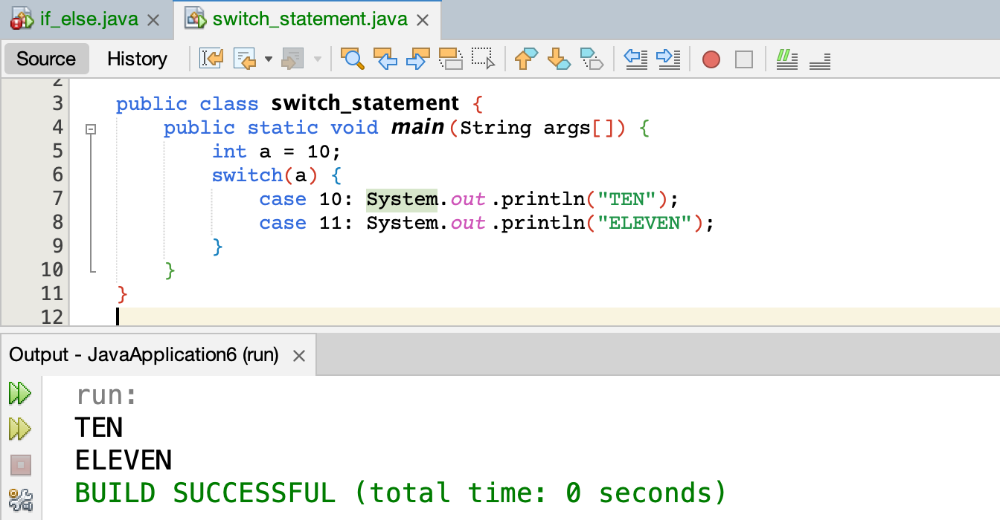 if_else.java
switch_statement.java
Source History
2
3 public class switch_statement {
4 public static void main(String args[]) {
5 int a = 10;
6 switch(a) {
7 case 10: System.out.println("TEN");
8 case 11: System.out.println("ELEVEN");
9 }
10 }
11 }
12
Output - JavaApplication6 (run)
run:
TEN
ELEVEN
BUILD SUCCESSFUL (total time: 0 seconds)